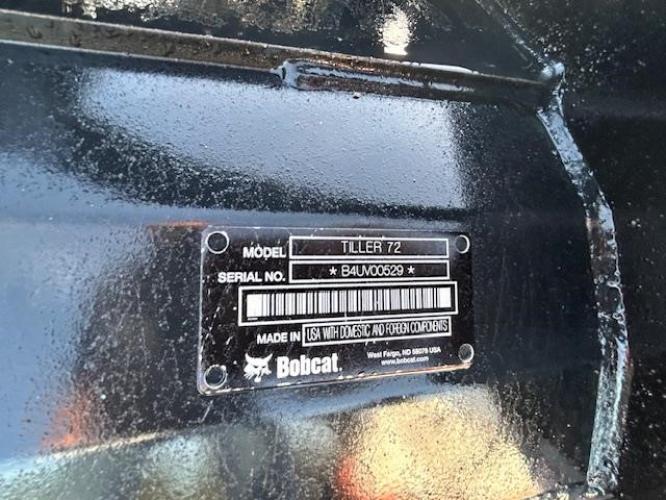 MODEL TILLER 72
SERIAL NO. * B4UV00529 *
MADE IN USA WITH DOMESTIC AND FOREIGN COMPONENTS
Bobcat.
West Fargo, ND 58078 USA
www.bobcat.com